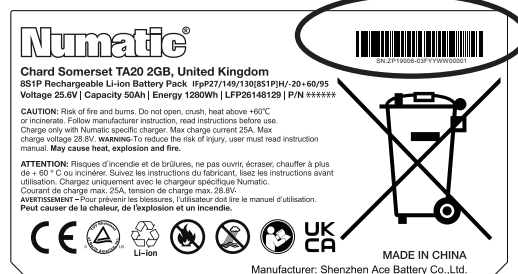 Numatic®
SN:ZP19006-03FYYWW00001
Chard Somerset TA20 2GB, United Kingdom
8S1P Rechargeable Li-ion Battery Pack IFpP27/149/130[8S1P]H/-20+60/95
Voltage 25.6V | Capacity 50Ah | Energy 1280Wh | LFP26148129 | P/N ******
CAUTION: Risk of fire and burns. Do not open, crush, heat above +60°C
or incinerate. Follow manufacturer instruction, read instructions before use.
Charge only with Numatic specific charger. Max charge current 25A. Max
charge voltage 28.8V. WARNING-To reduce the risk of injury, user must read instruction
manual. May cause heat, explosion and fire.
ATTENTION: Risques d'incendie et de brûlures, ne pas ouvrir, écraser, chauffer à plus
de + 60 ° C ou incinérer. Suivez les instructions du fabricant, lisez les instructions avant
utilisation. Chargez uniquement avec le chargeur spécifique Numatic.
Courant de charge max. 25A, tension de charge max. 28.8V.
AVERTISSEMENT – Pour prévenir les blessures, l'utilisateur doit lire le manuel d'utilisation.
Peut causer de la chaleur, de l'explosion et un incendie.
CE
Li-ion
UK
CA
MADE IN CHINA
Manufacturer: Shenzhen Ace Battery Co.,Ltd.